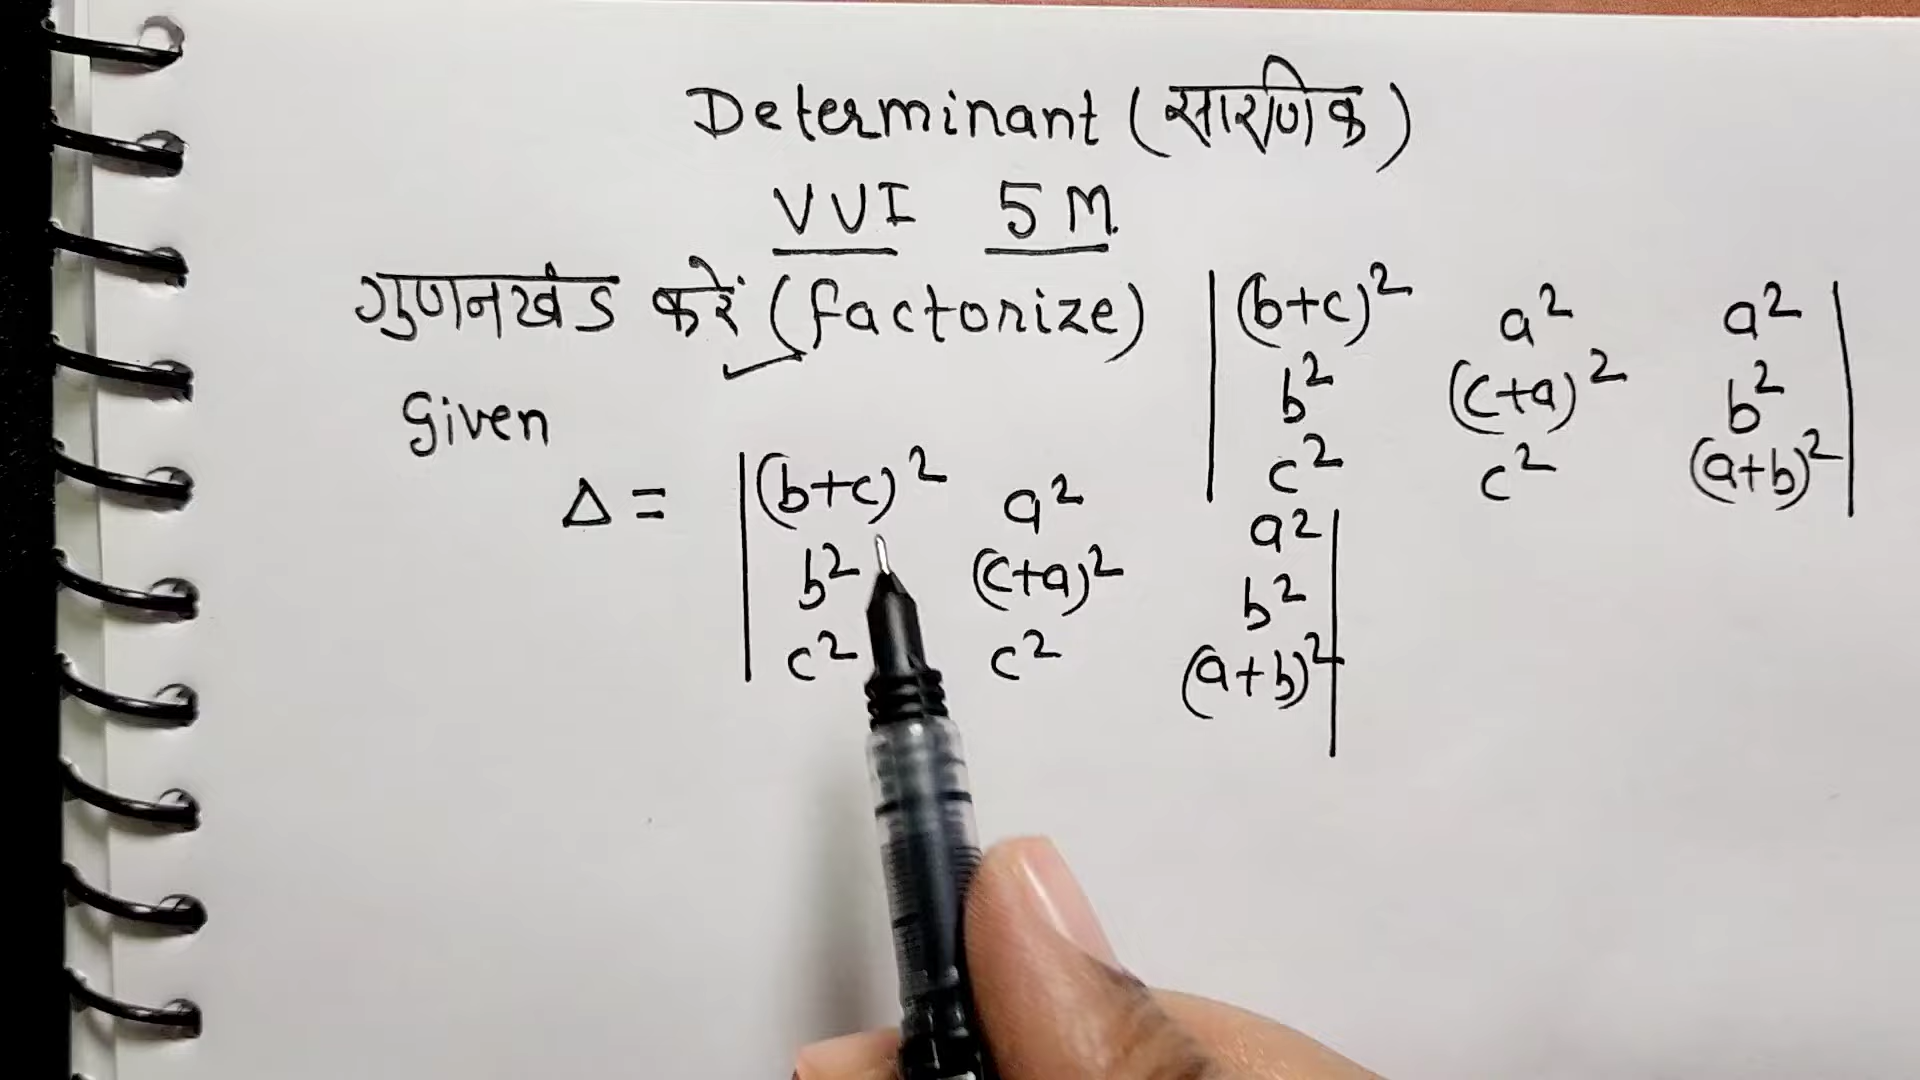 Determinant (सारणिक)
VVI 5 M.
गुणनखंड करें (factorize) | (b+c)² a² a² |
| b² (c+a)² b² |
| c² c² (a+b)² |
Given
Δ = | (b+c)² a² a² |
| b² (c+a)² b² |
| c² c² (a+b)² |